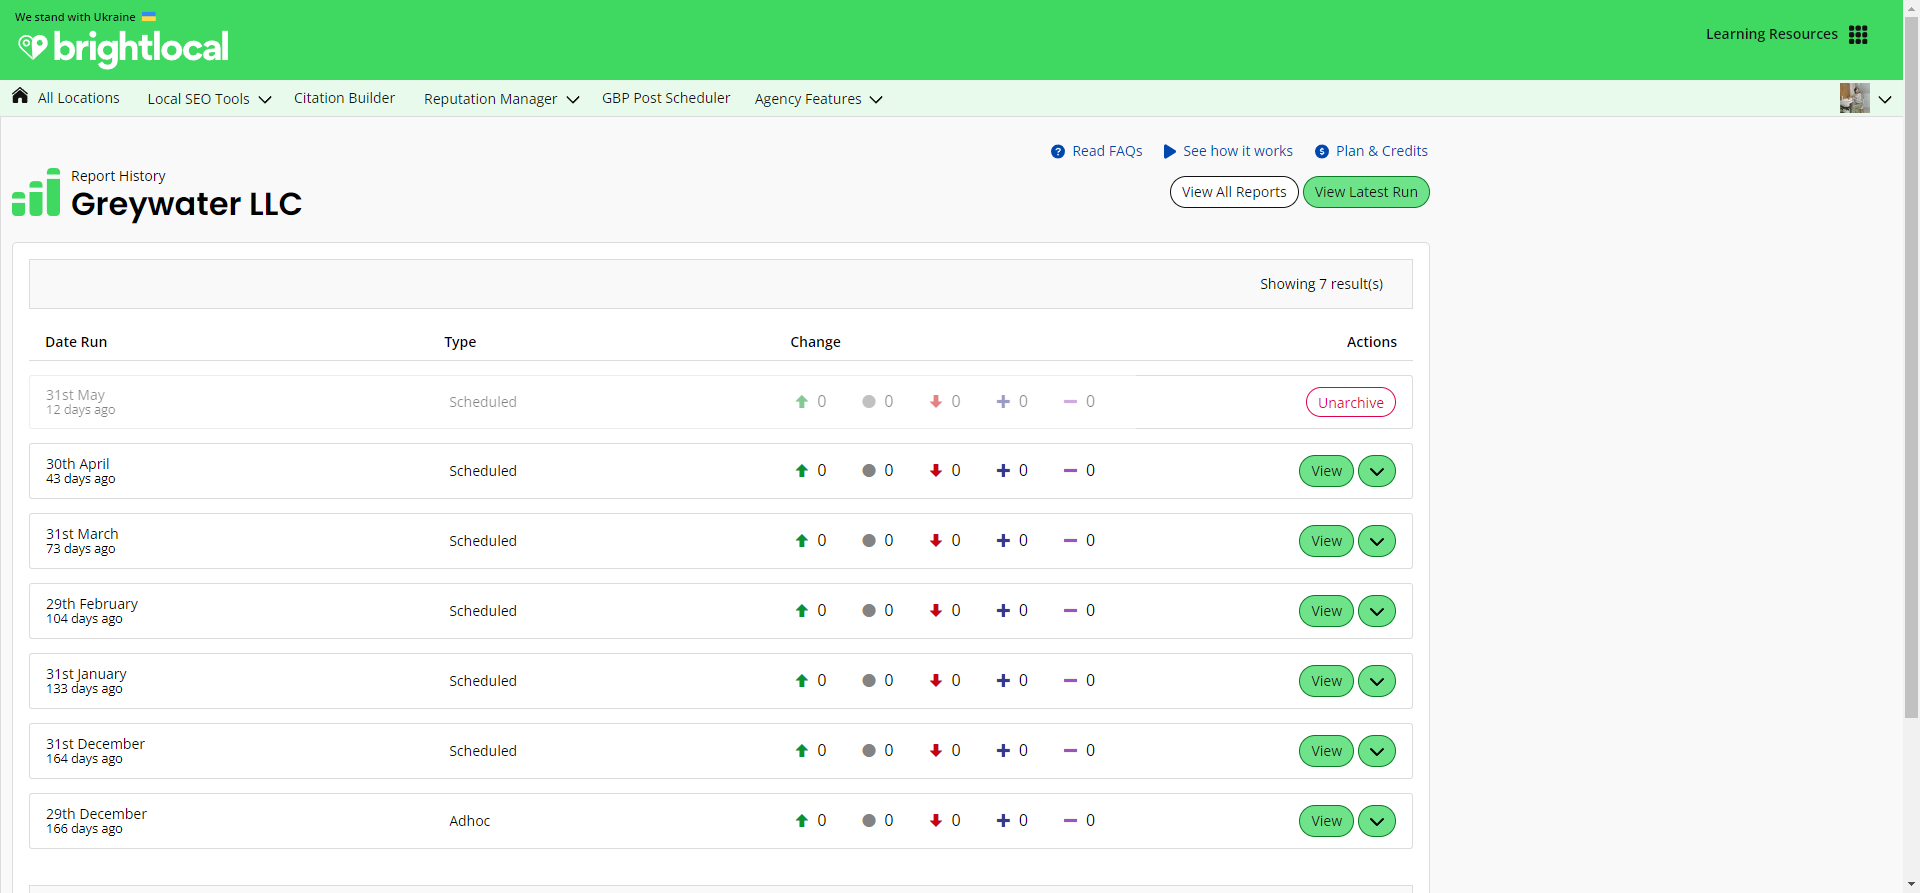 We stand with Ukraine
brightlocal
Learning Resources
All Locations Local SEO Tools Citation Builder Reputation Manager GBP Post Scheduler Agency Features
Read FAQs See how it works Plan & Credits
Report History
Greywater LLC
View All Reports View Latest Run
Showing 7 result(s)
Date Run Type Change Actions
31st May
12 days ago
Scheduled 0 0 0 0 0 Unarchive
30th April
43 days ago
Scheduled 0 0 0 0 0 View
31st March
73 days ago
Scheduled 0 0 0 0 0 View
29th February
104 days ago
Scheduled 0 0 0 0 0 View
31st January
133 days ago
Scheduled 0 0 0 0 0 View
31st December
164 days ago
Scheduled 0 0 0 0 0 View
29th December
166 days ago
Adhoc 0 0 0 0 0 View